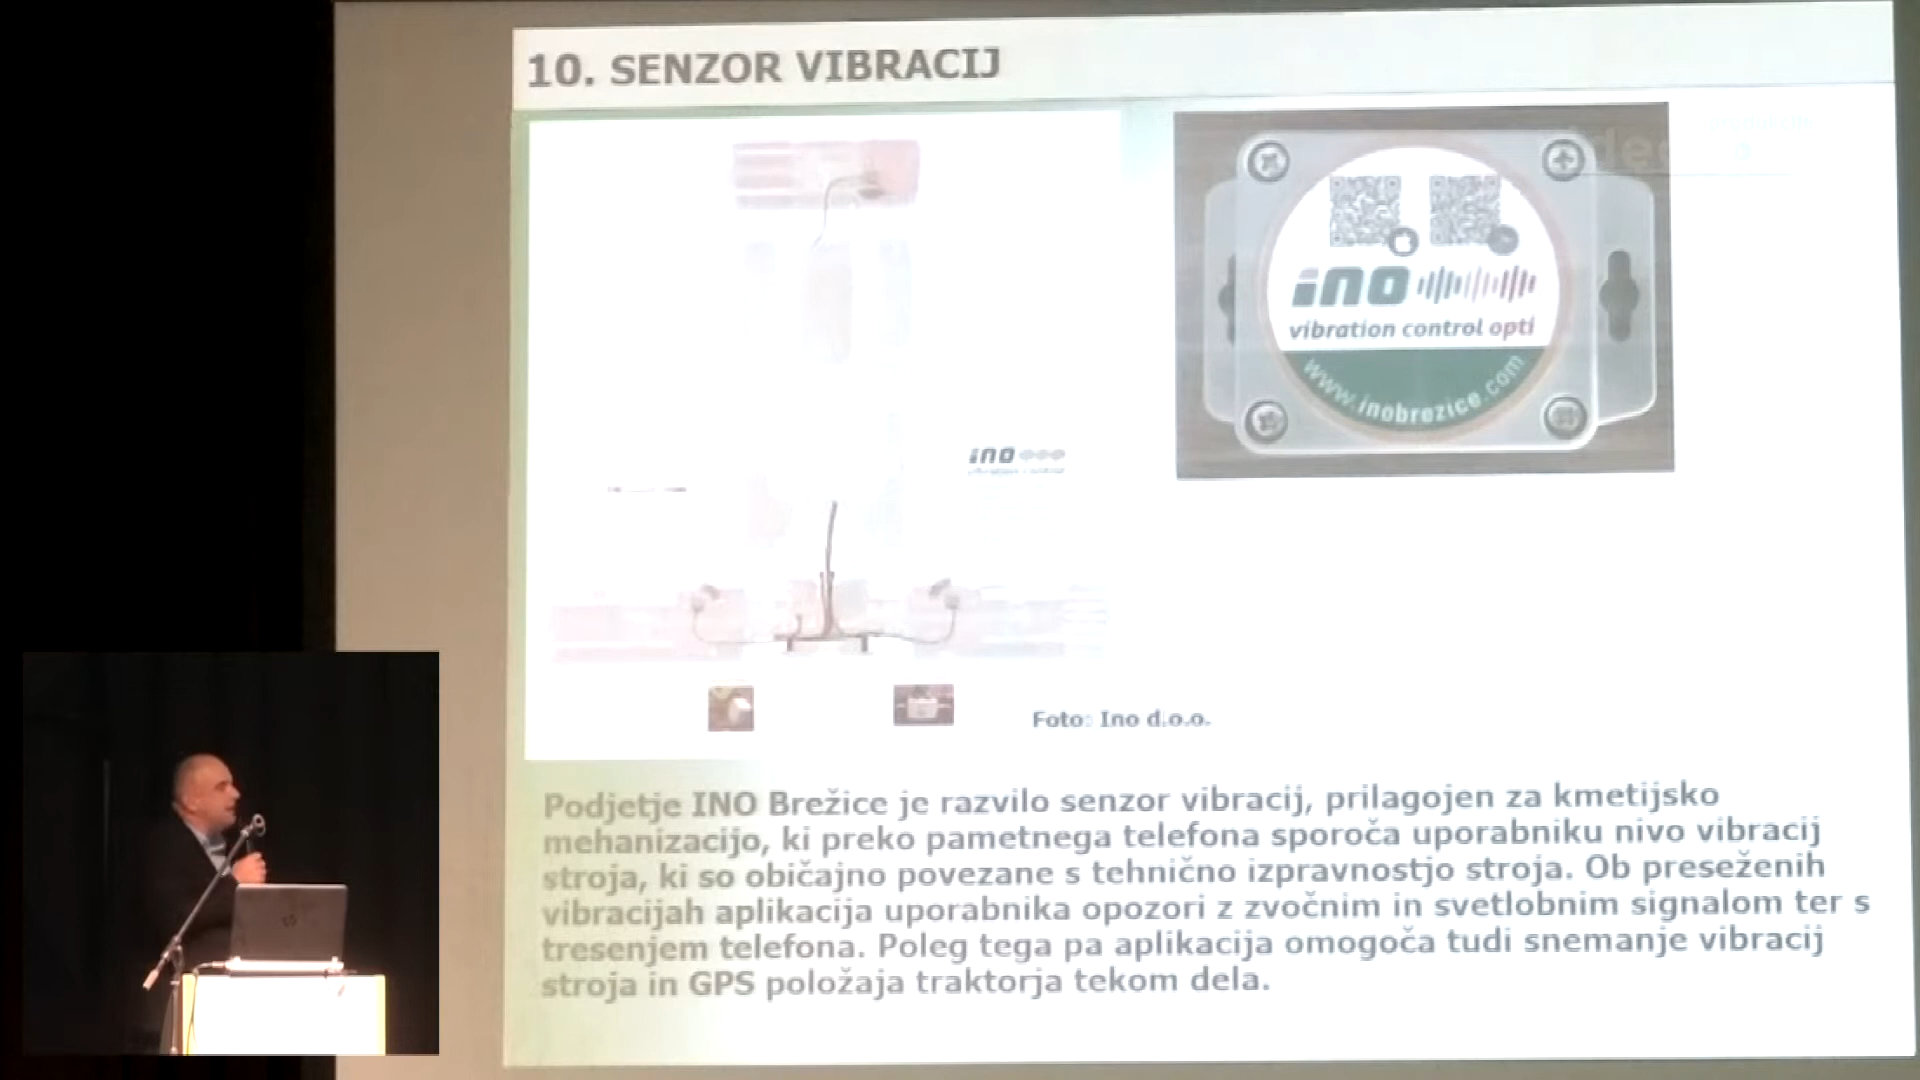 10. SENZOR VIBRACIJ
ino
vibration control opti
www.inobrezice.com
ino
Foto: Ino d.o.o.
Podjetje INO Brežice je razvilo senzor vibracij, prilagojen za kmetijsko
mehanizacijo, ki preko pametnega telefona sporoča uporabniku nivo vibracij
stroja, ki so običajno povezane s tehnično izpravnostjo stroja. Ob preseženih
vibracijah aplikacija uporabnika opozori z zvočnim in svetlobnim signalom ter s
tresenjem telefona. Poleg tega pa aplikacija omogoča tudi snemanje vibracij
stroja in GPS položaja traktorja tekom dela.